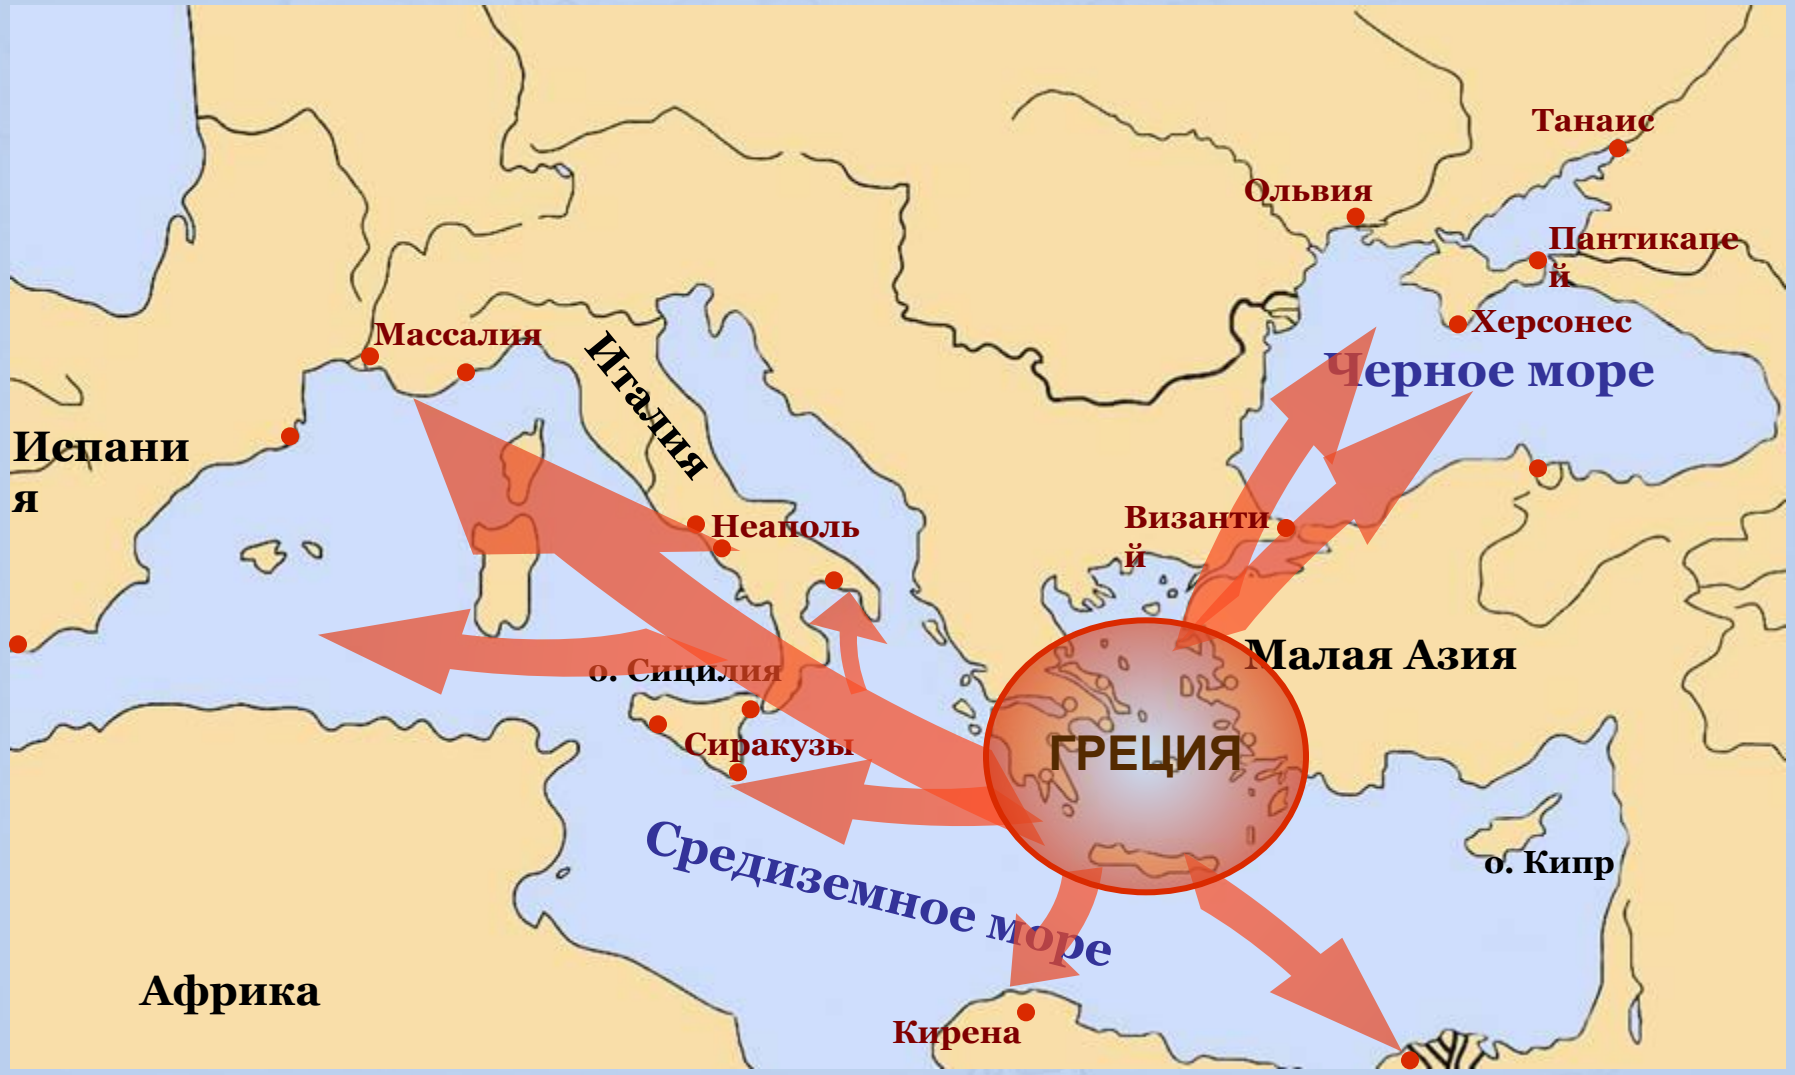 Танаис
Ольвия
Пантикапе
й
Херсонес
Массалия
Черное море
Италия
Испани
я
Неаполь
Византи
й
Малая Азия
о. Сицилия
Сиракузы
ГРЕЦИЯ
о. Кипр
Средиземное море
Африка
Кирена